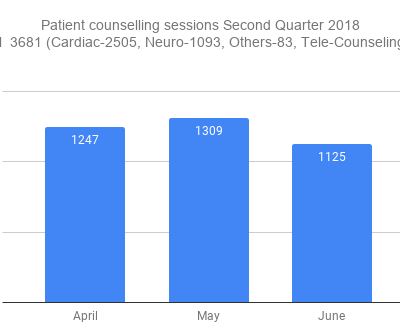 Patient counselling sessions Second Quarter 2018
3681 (Cardiac-2505, Neuro-1093, Others-83, Tele-Counseling
1247
1309
1125
April
May
June